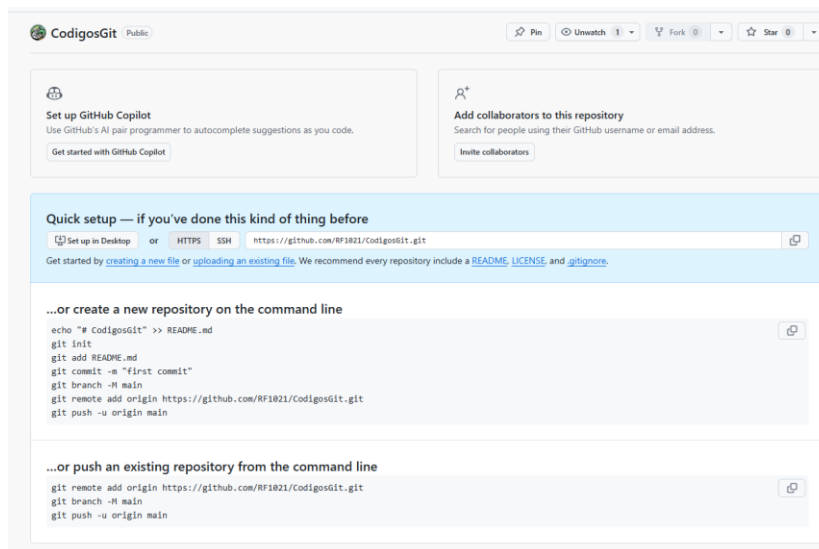 CodigosGit Public
Pin
Unwatch 1
Fork 0
Star 0
Set up GitHub Copilot
Use GitHub's AI pair programmer to autocomplete suggestions as you code.
Get started with GitHub Copilot
Add collaborators to this repository
Search for people using their GitHub username or email address.
Invite collaborators
Quick setup — if you've done this kind of thing before
Set up in Desktop or HTTPS SSH https://github.com/RF1021/CodigosGit.git
Get started by creating a new file or uploading an existing file. We recommend every repository include a README, LICENSE, and .gitignore.
...or create a new repository on the command line
echo "# CodigosGit" >> README.md
git init
git add README.md
git commit -m "first commit"
git branch -M main
git remote add origin https://github.com/RF1021/CodigosGit.git
git push -u origin main
...or push an existing repository from the command line
git remote add origin https://github.com/RF1021/CodigosGit.git
git branch -M main
git push -u origin main